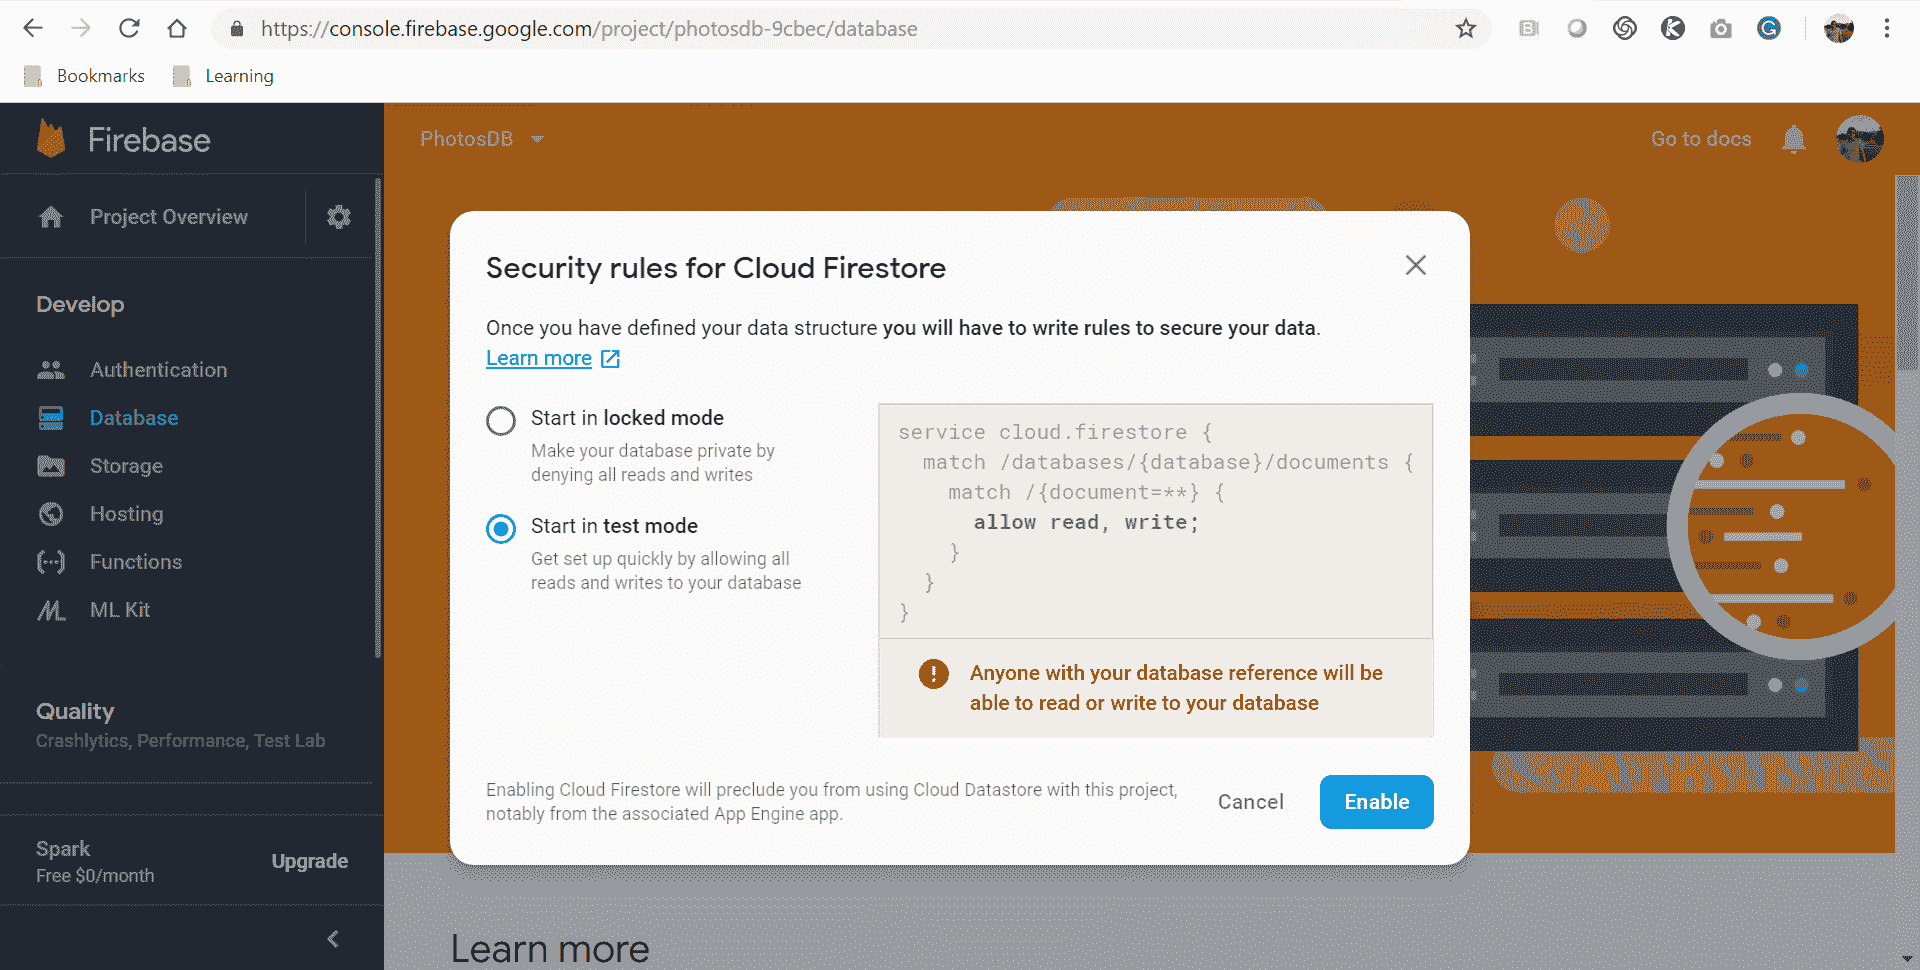 https://console.firebase.google.com/project/photosdb-9cbec/database
Bookmarks
Learning
Firebase
PhotosDB
Go to docs
Project Overview
Develop
Authentication
Database
Storage
Hosting
Functions
ML Kit
Quality
Crashlytics, Performance, Test Lab
Spark
Free $0/month
Upgrade
Security rules for Cloud Firestore
Once you have defined your data structure you will have to write rules to secure your data.
Learn more
Start in locked mode
Make your database private by
denying all reads and writes
Start in test mode
Get set up quickly by allowing all
reads and writes to your database
service cloud.firestore {
match /databases/{database}/documents {
match /{document=**} {
allow read, write;
}
}
}
Anyone with your database reference will be
able to read or write to your database
Enabling Cloud Firestore will preclude you from using Cloud Datastore with this project,
notably from the associated App Engine app.
Cancel
Enable
Learn more